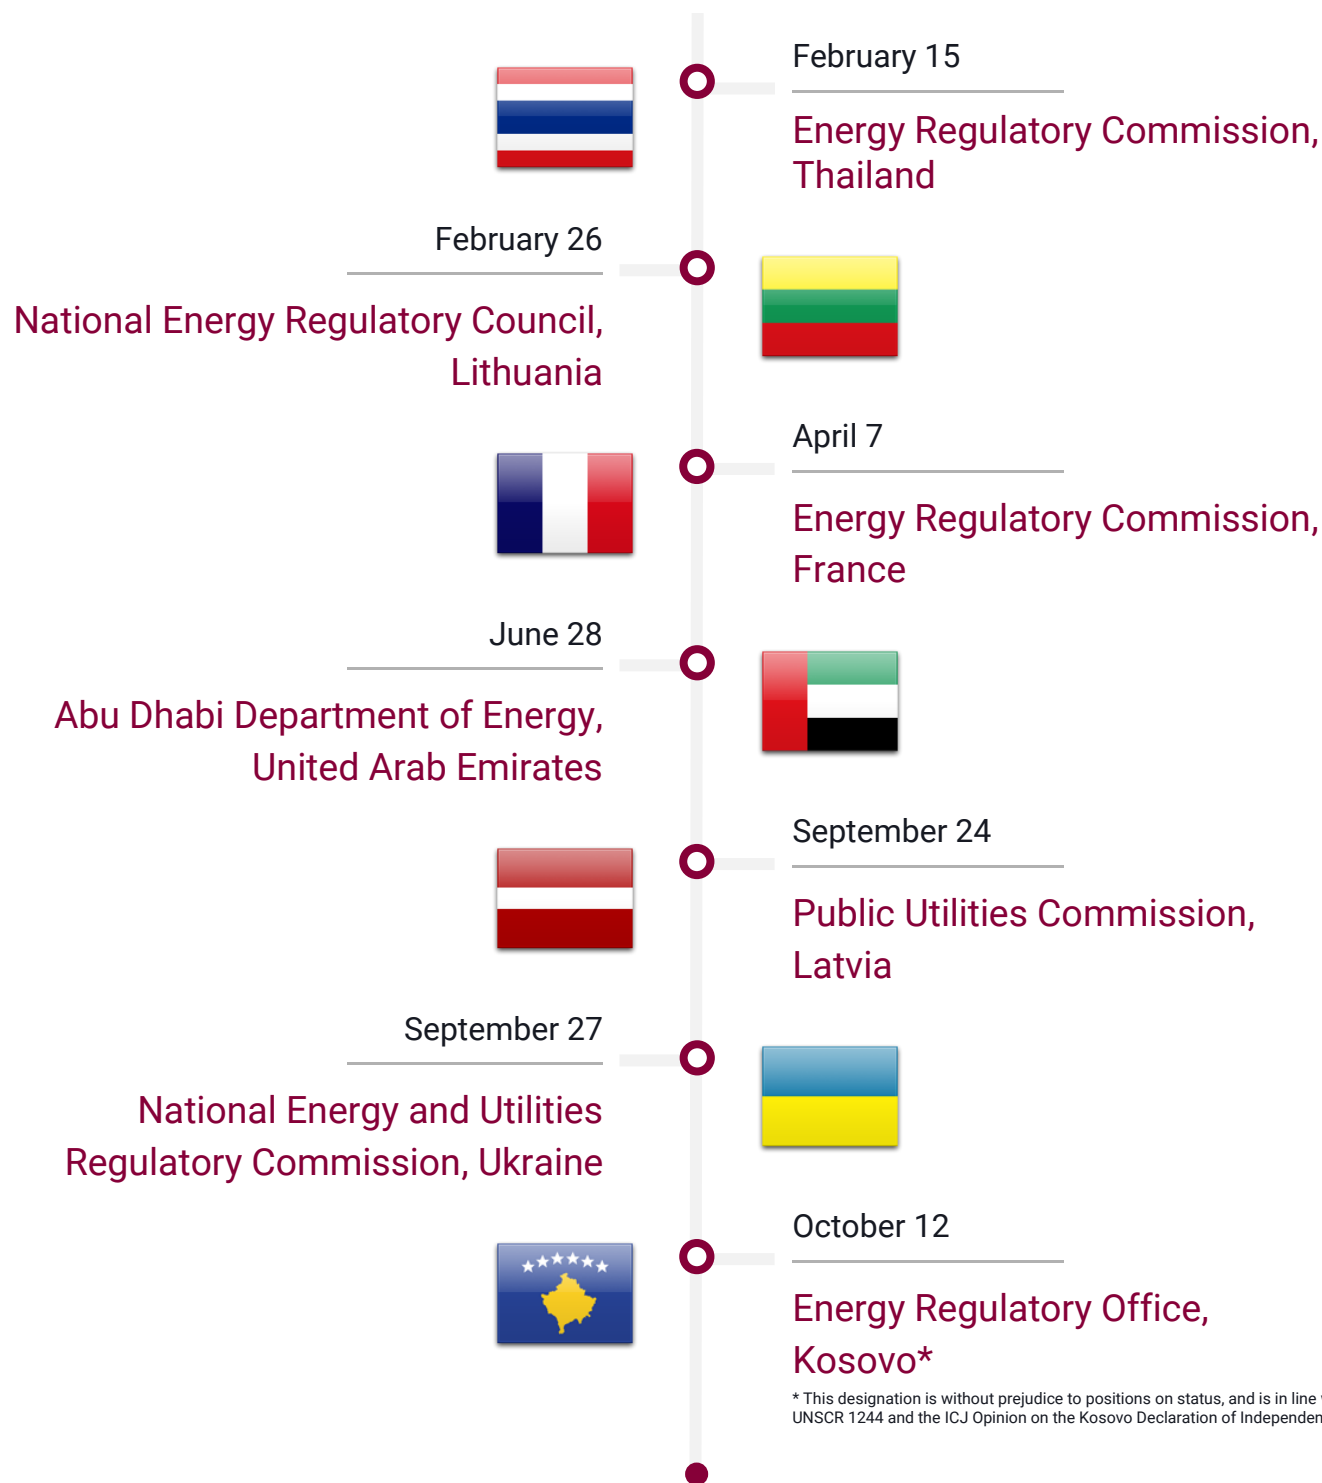 February 15
Energy Regulatory Commission,
Thailand
February 26
National Energy Regulatory Council,
Lithuania
April 7
Energy Regulatory Commission,
France
June 28
Abu Dhabi Department of Energy,
United Arab Emirates
September 24
Public Utilities Commission,
Latvia
September 27
National Energy and Utilities
Regulatory Commission, Ukraine
October 12
Energy Regulatory Office,
Kosovo*
* This designation is without prejudice to positions on status, and is in line
UNSCR 1244 and the ICJ Opinion on the Kosovo Declaration of